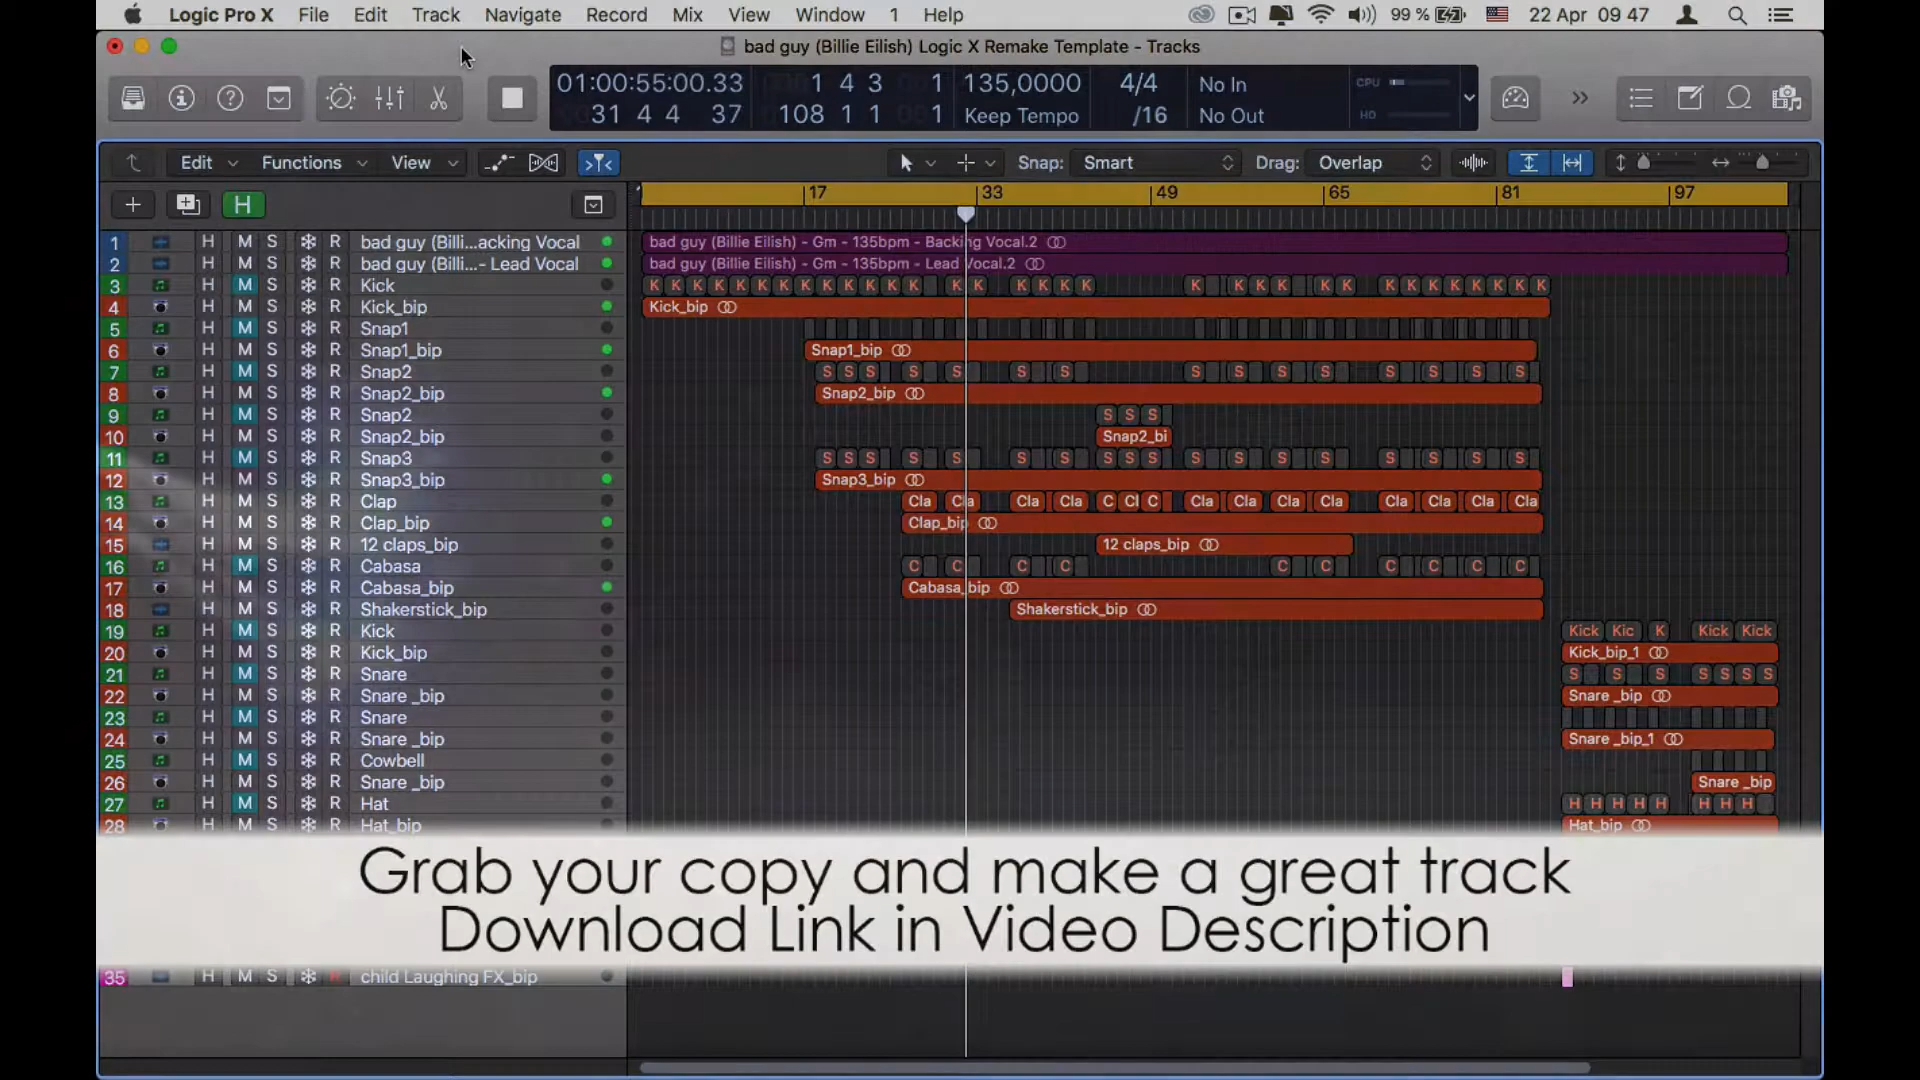 Logic Pro X File Edit Track Navigate Record Mix View Window 1 Help 99 % 22 Apr 09 47
bad guy (Billie Eilish) Logic X Remake Template - Tracks
01:00:55:00.33 1 4 3 1 135,0000 4/4 No In CPU
31 4 4 37 108 1 1 1 Keep Tempo /16 No Out HD
Edit Functions View Snap: Smart Drag: Overlap
H 17 33 49 65 81 97
1 H M S R bad guy (Billi...acking Vocal bad guy (Billie Eilish) - Gm - 135bpm - Backing Vocal.2
2 H M S R bad guy (Billi...- Lead Vocal bad guy (Billie Eilish) - Gm - 135bpm - Lead Vocal.2
3 H M S R Kick K K K K K K K K K K K K K K K K K K K K K K K K K K K K K K K K K
4 H M S R Kick_bip Kick_bip
5 H M S R Snap1
6 H M S R Snap1_bip Snap1_bip
7 H M S R Snap2 S S S S S S S S S S S S S S S
8 H M S R Snap2_bip Snap2_bip
9 H M S R Snap2 S S S
10 H M S R Snap2_bip Snap2_bi
11 H M S R Snap3 S S S S S S S S S S S S S S S S S S
12 H M S R Snap3_bip Snap3_bip
13 H M S R Clap Cla Cla Cla Cla C Cl C Cla Cla Cla Cla Cla Cla Cla Cla
14 H M S R Clap_bip Clap_bip
15 H M S R 12 claps_bip 12 claps_bip
16 H M S R Cabasa C C C C C C C C C C
17 H M S R Cabasa_bip Cabasa_bip
18 H M S R Shakerstick_bip Shakerstick_bip
19 H M S R Kick Kick Kic K Kick Kick
20 H M S R Kick_bip Kick_bip_1
21 H M S R Snare S S S S S S S
22 H M S R Snare _bip Snare _bip
23 H M S R Snare
24 H M S R Snare _bip Snare _bip_1
25 H M S R Cowbell
26 H M S R Snare _bip Snare _bip
27 H M S R Hat H H H H H H H H
28 H M S R Hat_bip Hat_bip
Grab your copy and make a great track
Download Link in Video Description
35 H M S R child Laughing FX_bip